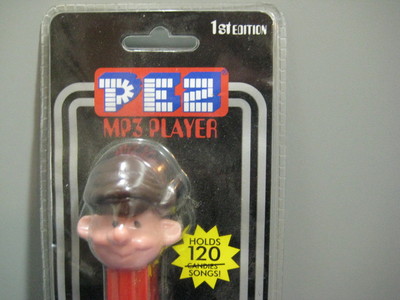 1st EDITION
PEZ
MP3 PLAYER
HOLDS
120
CANDIES
SONGS!